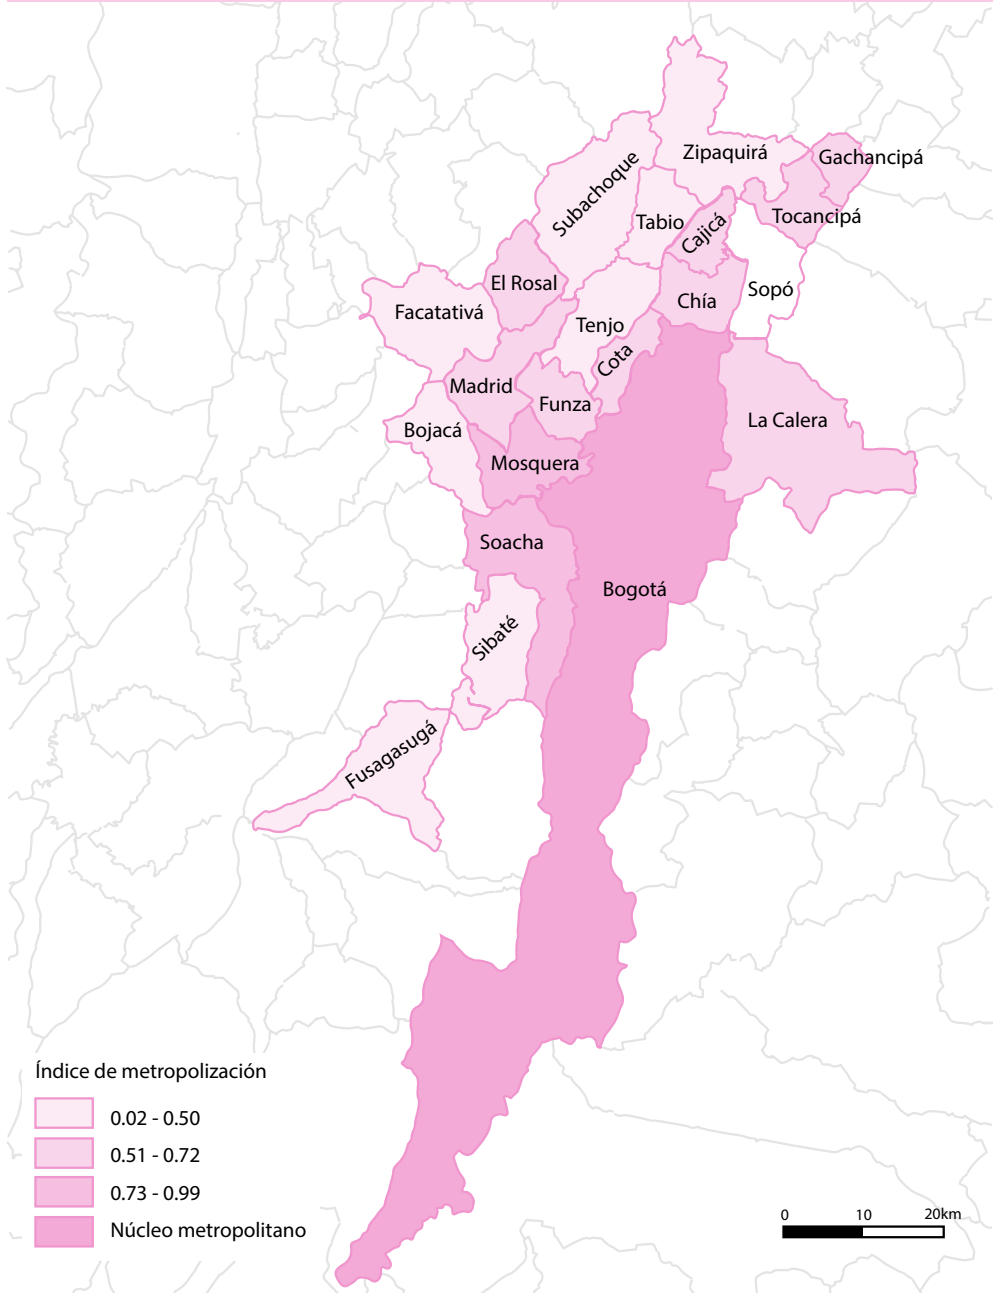 Zipaquirá
Gachancipá
Subachoque
Tabio
Cajicá
Tocancipá
El Rosal
Chía
Sopó
Facatativá
Tenjo
Cota
Madrid
Funza
La Calera
Bojacá
Mosquera
Soacha
Bogotá
Sibaté
Fusagasugá
Índice de metropolización
0.02 - 0.50
0.51 - 0.72
0.73 - 0.99
Núcleo metropolitano
0 10 20km